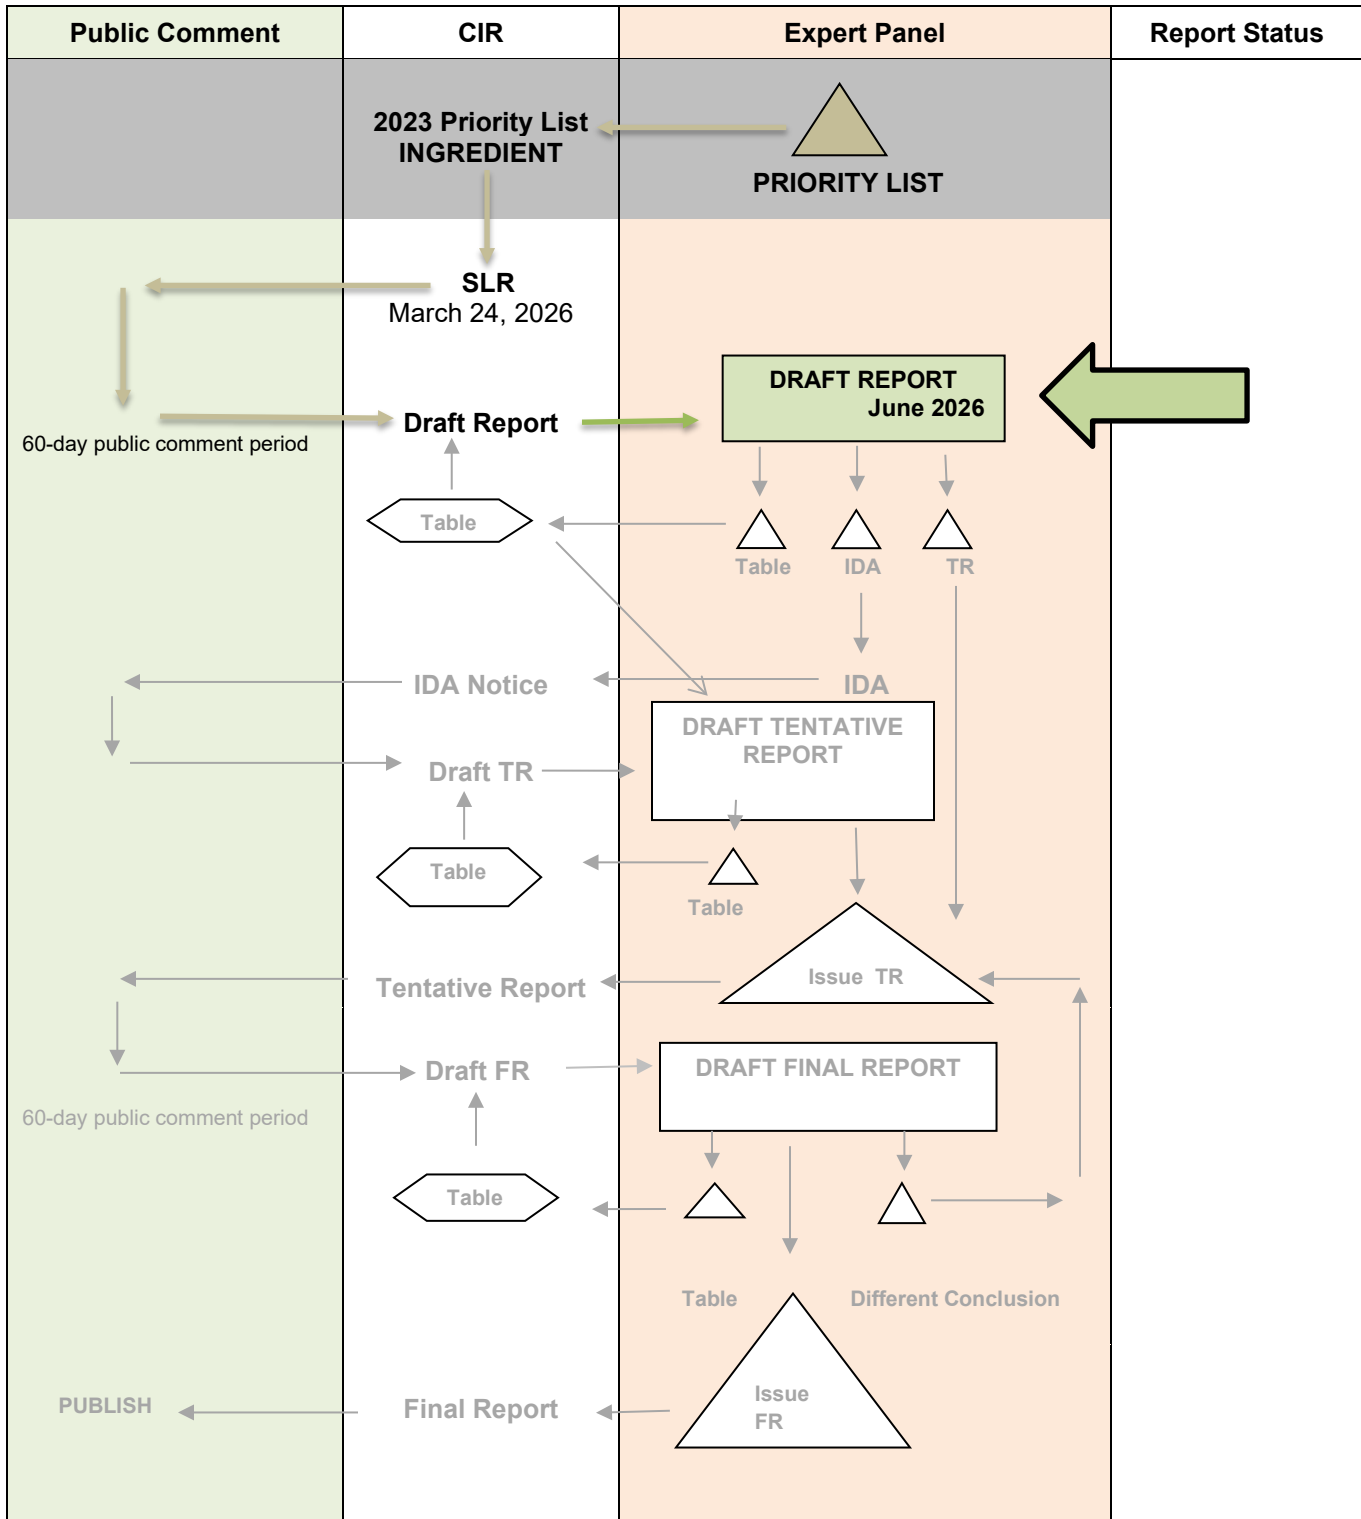 Public Comment
CIR
Expert Panel
Report Status
2023 Priority List
INGREDIENT
PRIORITY LIST
SLR
March 24, 2026
DRAFT REPORT
June 2026
60-day public comment period
Draft Report
Table
Table
IDA
TR
IDA Notice
IDA
DRAFT TENTATIVE
REPORT
Draft TR
Table
Table
Tentative Report
Issue TR
Draft FR
DRAFT FINAL REPORT
60-day public comment period
Table
Table
Different Conclusion
PUBLISH
Final Report
Issue
FR